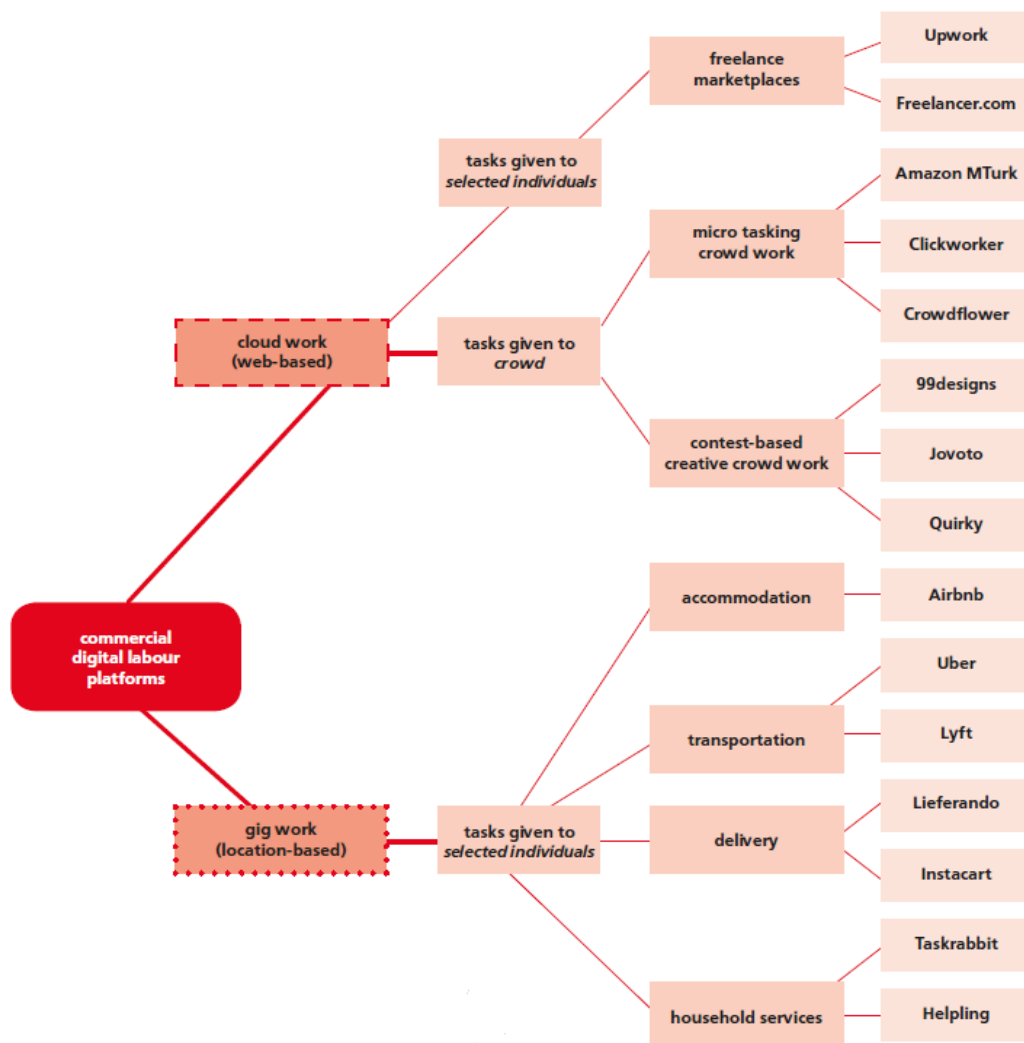 Upwork
freelance
marketplaces
Freelancer.com
tasks given to
selected individuals
Amazon MTurk
micro tasking
crowd work
Clickworker
Crowdflower
cloud work
(web-based)
tasks given to
crowd
99designs
contest-based
creative crowd work
Jovoto
Quirky
accommodation
Airbnb
commercial
digital labour
platforms
Uber
transportation
Lyft
Lieferando
gig work
(location-based)
tasks given to
selected individuals
delivery
Instacart
Taskrabbit
household services
Helpling